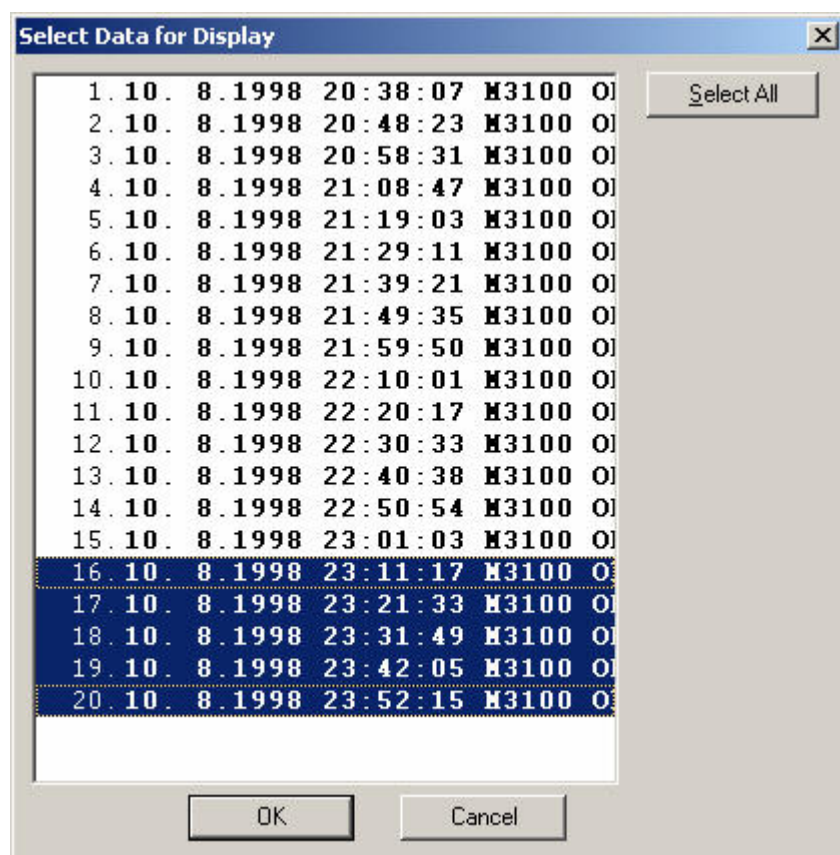 Select Data for Display
1. 10. 8.1998 20:38:07 M3100
Select All
2. 10. 8.1998 20:48:23 M3100
3. 10. 8.1998 20:58:31 M3100
4. 10. 8.1998 21:08:47 M3100
5. 10. 8.1998 21:19:03 M3100
6. 10. 8.1998 21:29:11 M3100
7. 10. 8.1998 21:39:21 M3100
8. 10. 8.1998 21:49:35 M3100
9. 10. 8.1998 21:59:50 M3100
10. 10. 8.1998 22:10:01 M3100
11. 10. 8.1998 22:20:17 M3100
12. 10. 8.1998 22:30:33 M3100
13. 10. 8.1998 22:40:38 M3100
14. 10. 8.1998 22:50:54 M3100
15. 10. 8.1998 23:01:03 M3100
16. 10. 8.1998 23:11:17 M3100
17. 10. 8.1998 23:21:33 M3100
18. 10. 8.1998 23:31:49 M3100
19. 10. 8.1998 23:42:05 M3100
20. 10. 8.1998 23:52:15 M3100
OK
Cancel